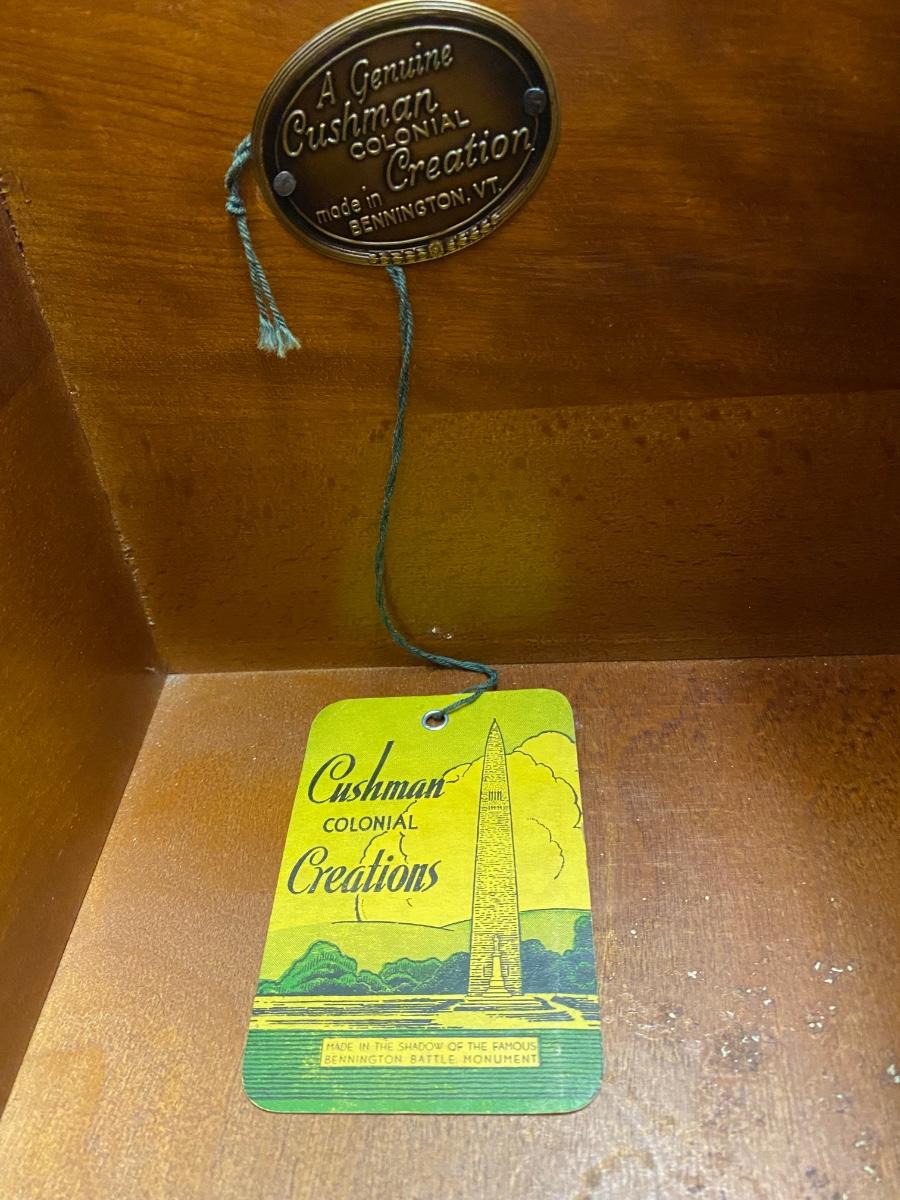 A Genuine
Cushman
COLONIAL
Creation
made in
BENNINGTON, VT.
Cushman
COLONIAL
Creations
MADE IN THE SHADOW OF THE FAMOUS
BENNINGTON BATTLE MONUMENT